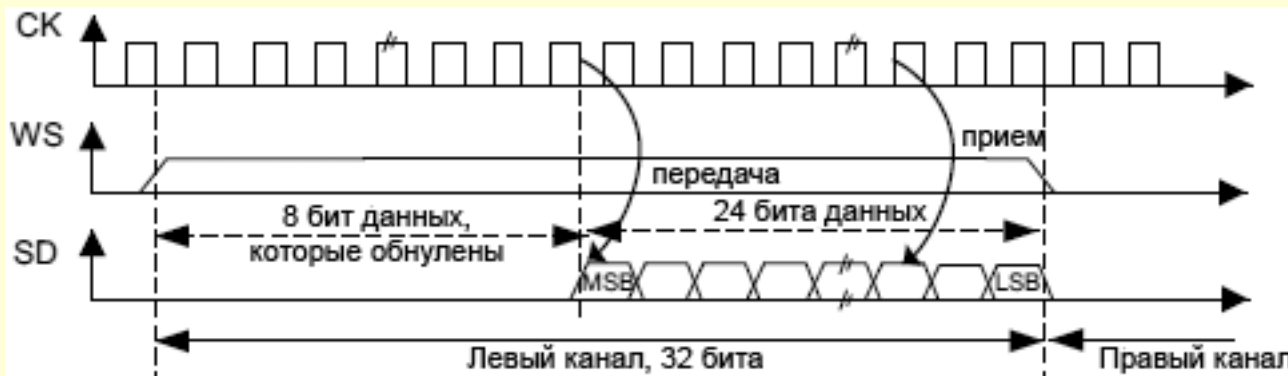 CK
WS
прием
передача
8 бит данных,
которые обнулены
24 бита данных
SD
MSB
LSB
Левый канал, 32 бита
Правый канал